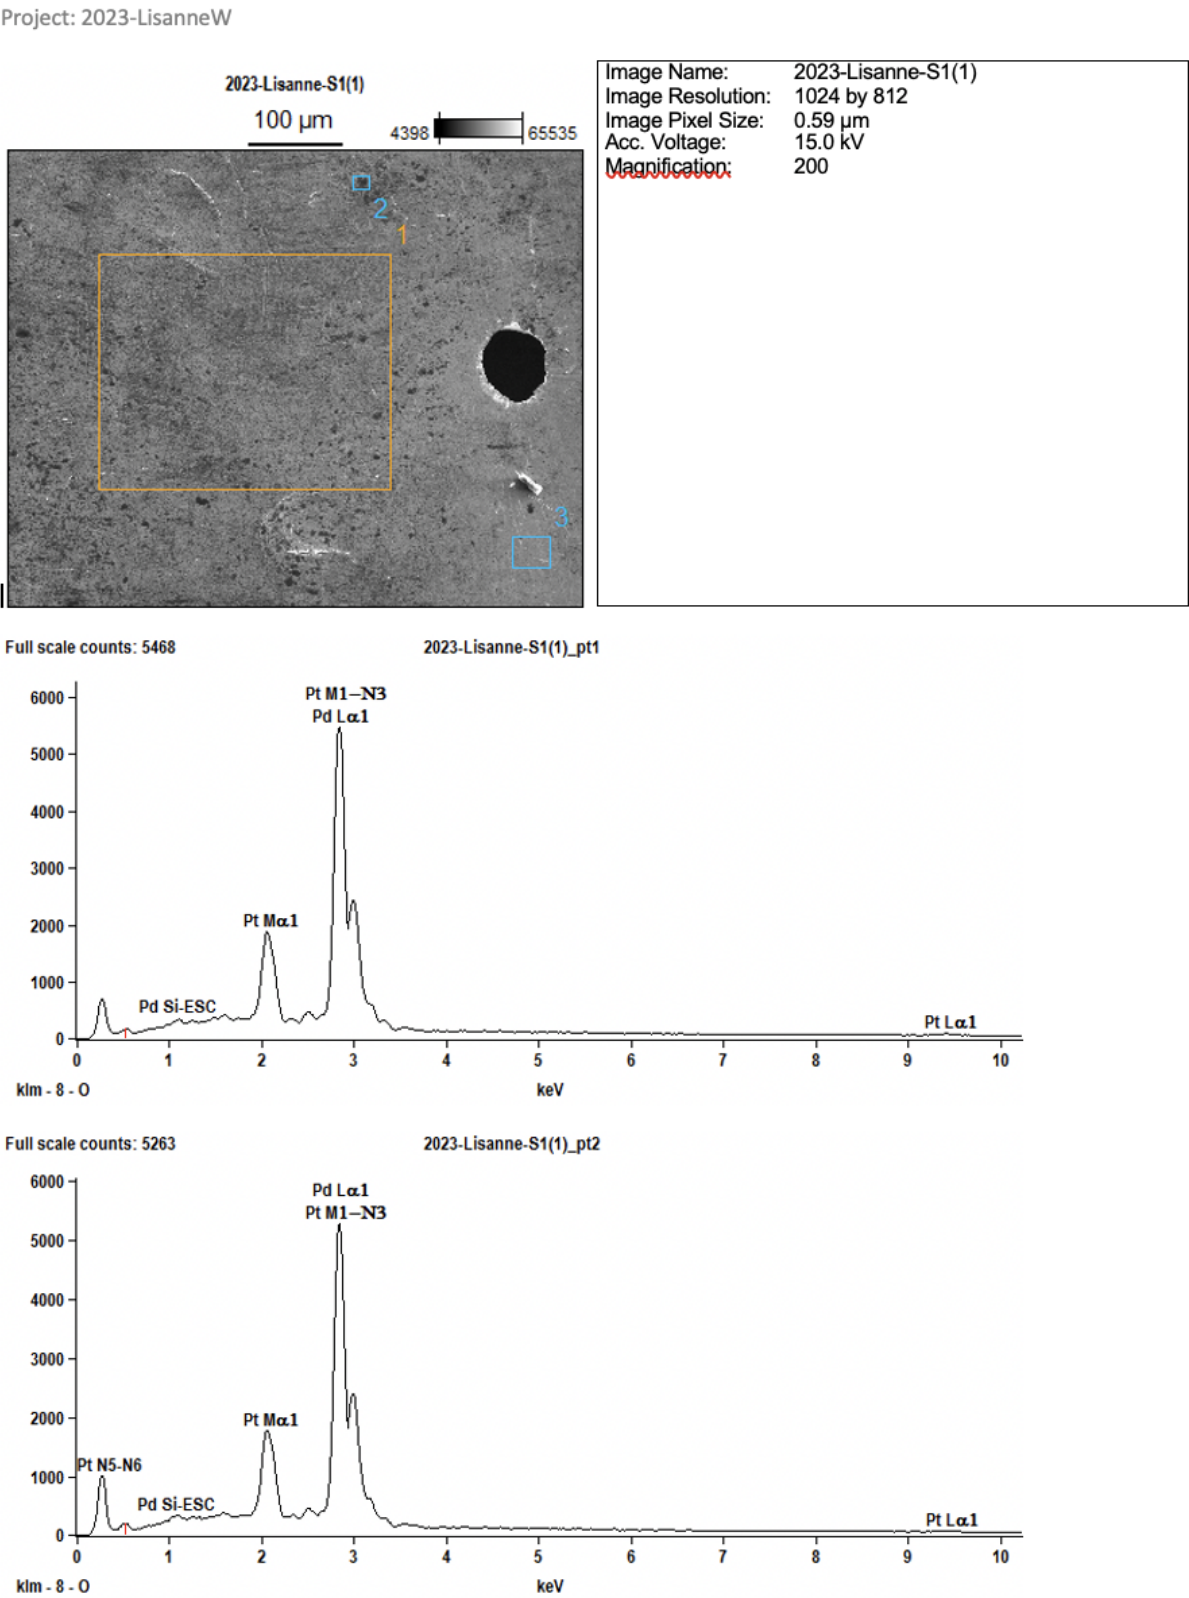 Project: 2023-LisanneW
2023-Lisanne-S1(1)
100 µm
4398
65535
2
1
3
Image Name: 2023-Lisanne-S1(1)
Image Resolution: 1024 by 812
Image Pixel Size: 0.59 µm
Acc. Voltage: 15.0 kV
Magnification: 200
Full scale counts: 5468
2023-Lisanne-S1(1)_pt1
Pt M1–N3
Pd Lα1
Pt Mα1
Pd Si-ESC
Pt Lα1
6000
5000
4000
3000
2000
1000
0
0 1 2 3 4 5 6 7 8 9 10
klm - 8 - O
keV
Full scale counts: 5263
2023-Lisanne-S1(1)_pt2
Pd Lα1
Pt M1–N3
Pt Mα1
Pt N5-N6
Pd Si-ESC
Pt Lα1
6000
5000
4000
3000
2000
1000
0
0 1 2 3 4 5 6 7 8 9 10
klm - 8 - O
keV